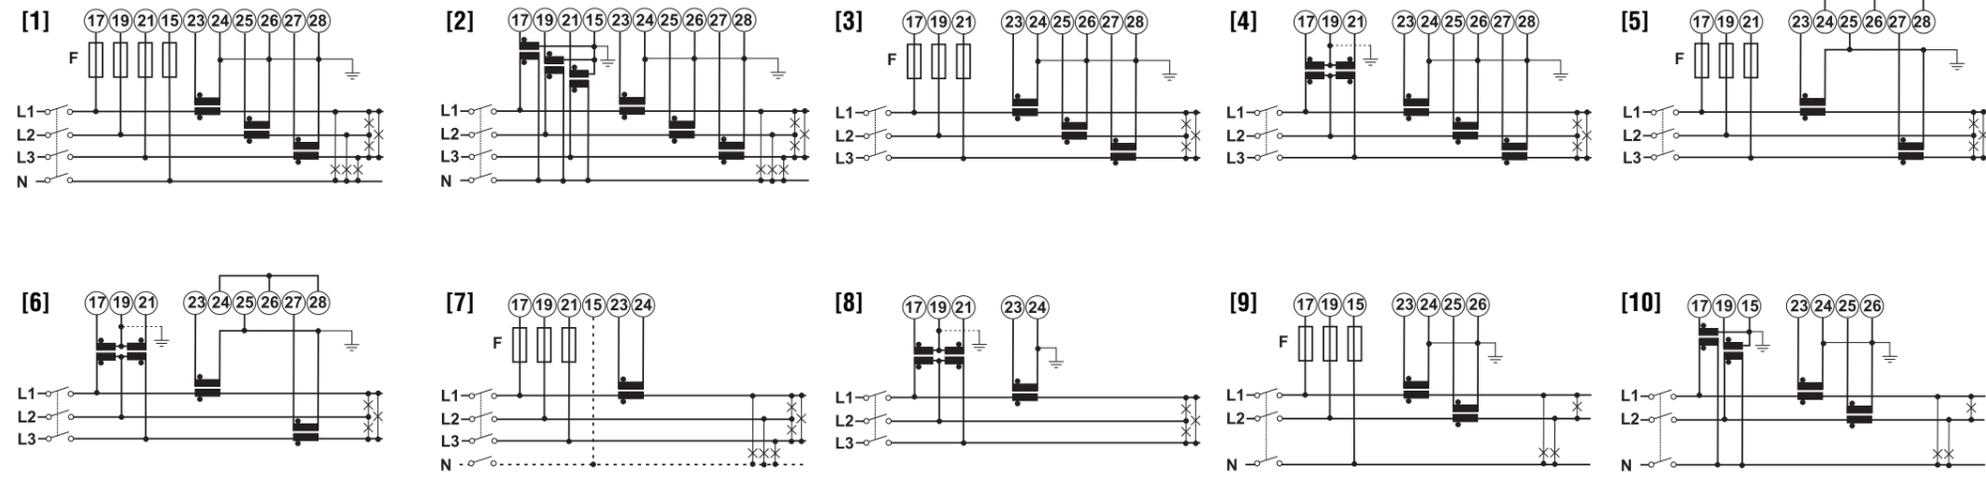 [1] 17 19 21 15 23 24 25 26 27 28
F
L1
L2
L3
N
[2] 17 19 21 15 23 24 25 26 27 28
L1
L2
L3
N
[3] 17 19 21 23 24 25 26 27 28
F
L1
L2
L3
[4] 17 19 21 23 24 25 26 27 28
L1
L2
L3
[5] 17 19 21 23 24 25 26 27 28
F
L1
L2
L3
[6] 17 19 21 23 24 25 26 27 28
L1
L2
L3
[7] 17 19 21 15 23 24
F
L1
L2
L3
N
[8] 17 19 21 23 24
L1
L2
L3
[9] 17 19 15 23 24 25 26
F
L1
L2
N
[10] 17 19 15 23 24 25 26
L1
L2
N